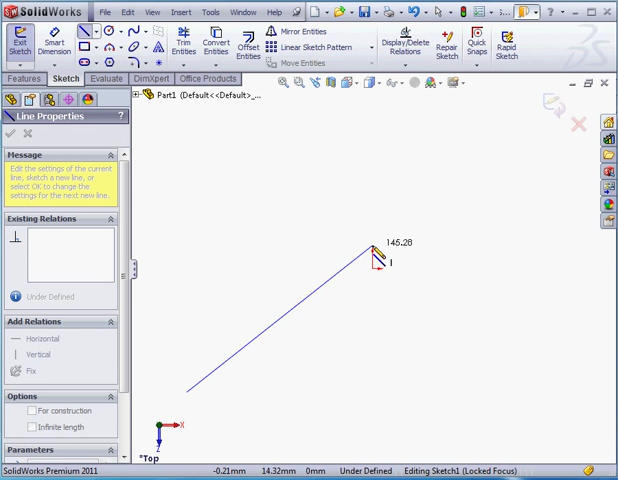 SolidWorks
File Edit View Insert Tools Window Help
Exit Sketch
Smart Dimension
Trim Entities
Convert Entities
Offset Entities
Mirror Entities
Linear Sketch Pattern
Move Entities
Display/Delete Relations
Repair Sketch
Quick Snaps
Rapid Sketch
Features Sketch Evaluate DimXpert Office Products
Part1 (Default<<Default>_...
Line Properties ?
Message
Edit the settings of the current line, sketch a new line, or select OK to change the settings for the next new line.
Existing Relations
Under Defined
Add Relations
Horizontal
Vertical
Fix
Options
For construction
Infinite length
Parameters
145.28
X
Z
*Top
SolidWorks Premium 2011 -0.21mm 14.32mm 0mm Under Defined Editing Sketch1 (Locked Focus)